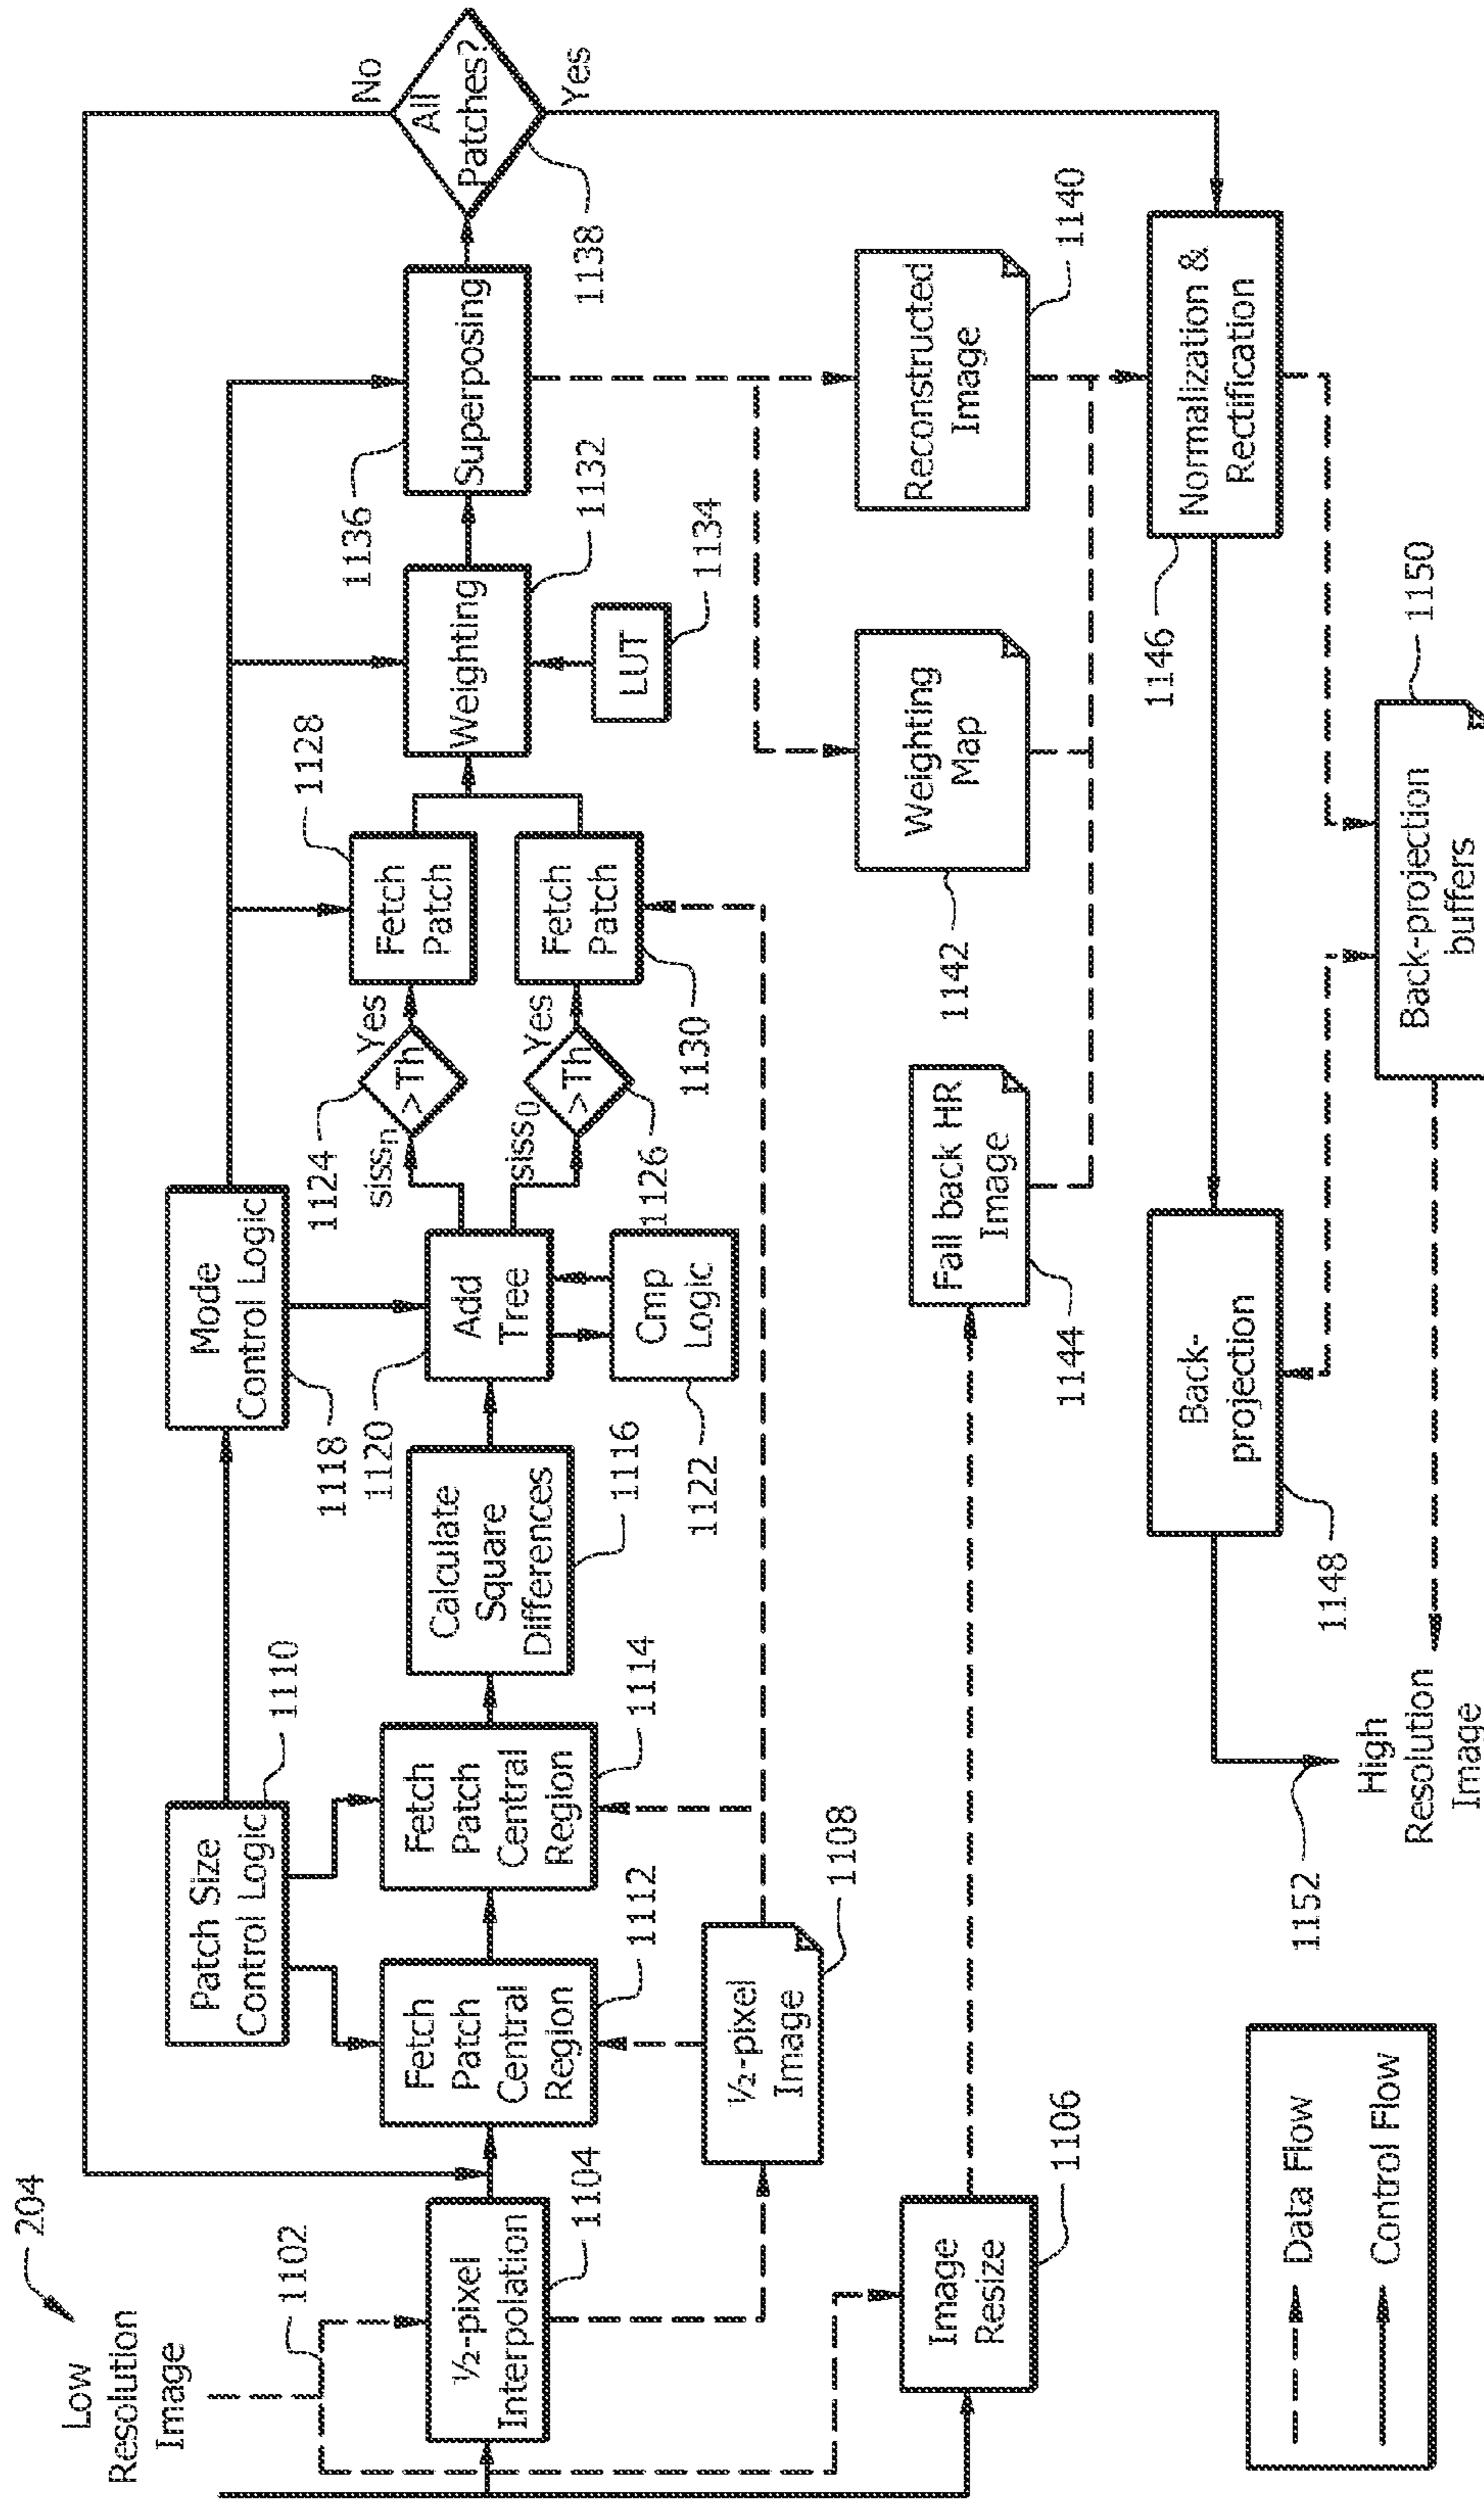 204
Low
Resolution
Image
1102
½-pixel
Interpolation
1104
Image
Resize
1106
½-pixel
Image
1108
Patch Size
Control Logic
1110
Fetch
Patch
Central
Region
1112
Fetch
Patch
Central
Region
1114
Calculate
Square
Differences
1116
Mode
Control Logic
1118
Add
Tree
1120
Cmp
Logic
1122
siss n
>Th
Yes
1124
siss 0
>Th
Yes
1126
Fetch
Patch
1128
Fetch
Patch
1130
Weighting
1132
LUT
1134
Superposing
1136
All
Patches?
No
Yes
1138
Reconstructed
Image
1140
Weighting
Map
1142
Fall back HR
Image
1144
Normalization &
Rectification
1146
Back-
projection
1148
Back-projection
buffers
1150
1152
High
Resolution
Image
Data Flow
Control Flow